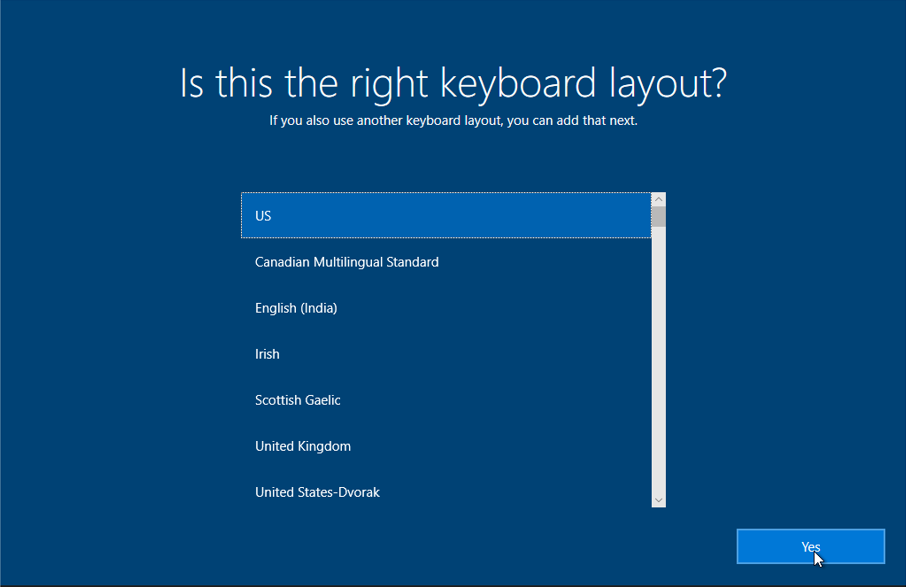 Is this the right keyboard layout?
If you also use another keyboard layout, you can add that next.
US
Canadian Multilingual Standard
English (India)
Irish
Scottish Gaelic
United Kingdom
United States-Dvorak
Yes